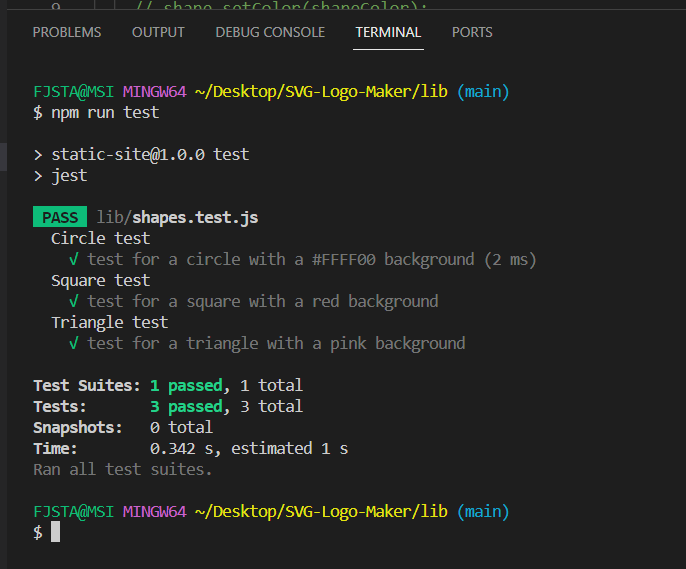 9 // shape.setColor(shapeColor);
PROBLEMS OUTPUT DEBUG CONSOLE TERMINAL PORTS
FJSTA@MSI MINGW64 ~/Desktop/SVG-Logo-Maker/lib (main)
$ npm run test
> static-site@1.0.0 test
> jest
PASS lib/shapes.test.js
Circle test
√ test for a circle with a #FFFF00 background (2 ms)
Square test
√ test for a square with a red background
Triangle test
√ test for a triangle with a pink background
Test Suites: 1 passed, 1 total
Tests: 3 passed, 3 total
Snapshots: 0 total
Time: 0.342 s, estimated 1 s
Ran all test suites.
FJSTA@MSI MINGW64 ~/Desktop/SVG-Logo-Maker/lib (main)
$